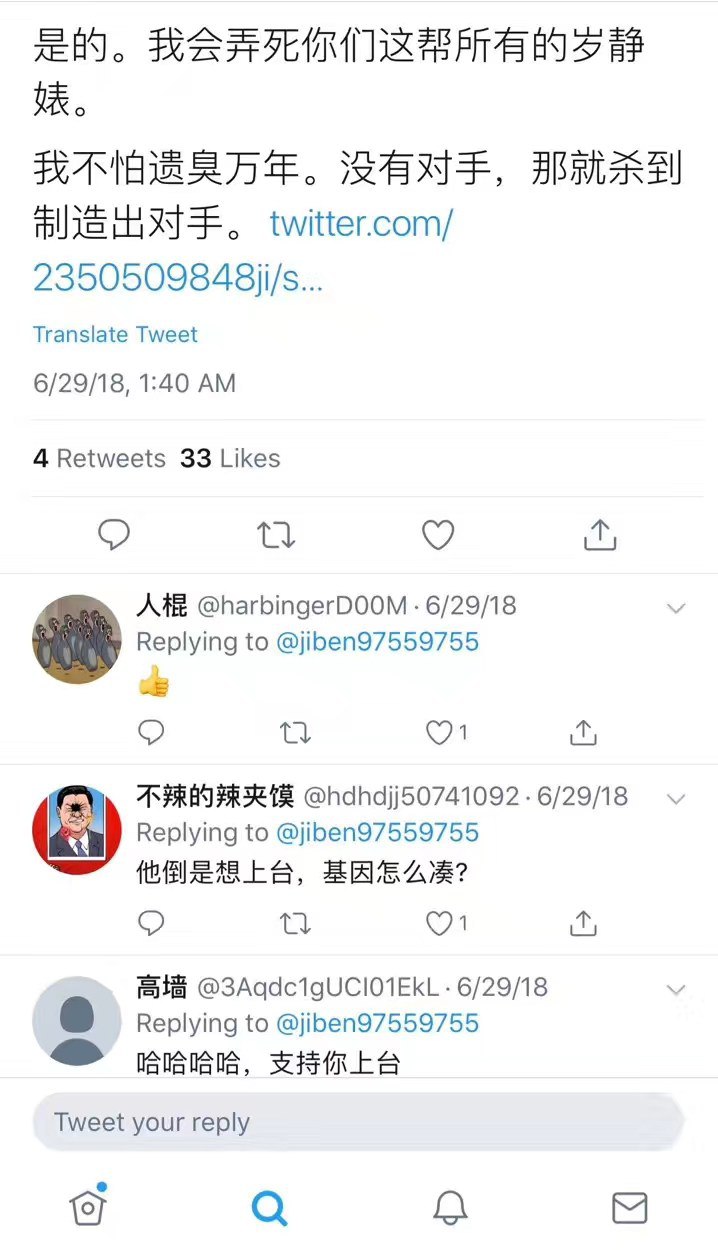 是的。我会弄死你们这帮所有的岁静
婊。
我不怕遗臭万年。没有对手，那就杀到
制造出对手。twitter.com/
2350509848ji/s...
Translate Tweet
6/29/18, 1:40 AM
4 Retweets 33 Likes
人棍 @harbingerD00M · 6/29/18
Replying to @jiben97559755
👍
1
不辣的辣夹馍 @hdhdjj50741092 · 6/29/18
Replying to @jiben97559755
他倒是想上台，基因怎么凑?
1
高墙 @3Aqdc1gUCI01EkL · 6/29/18
Replying to @jiben97559755
哈哈哈哈，支持你上台
Tweet your reply